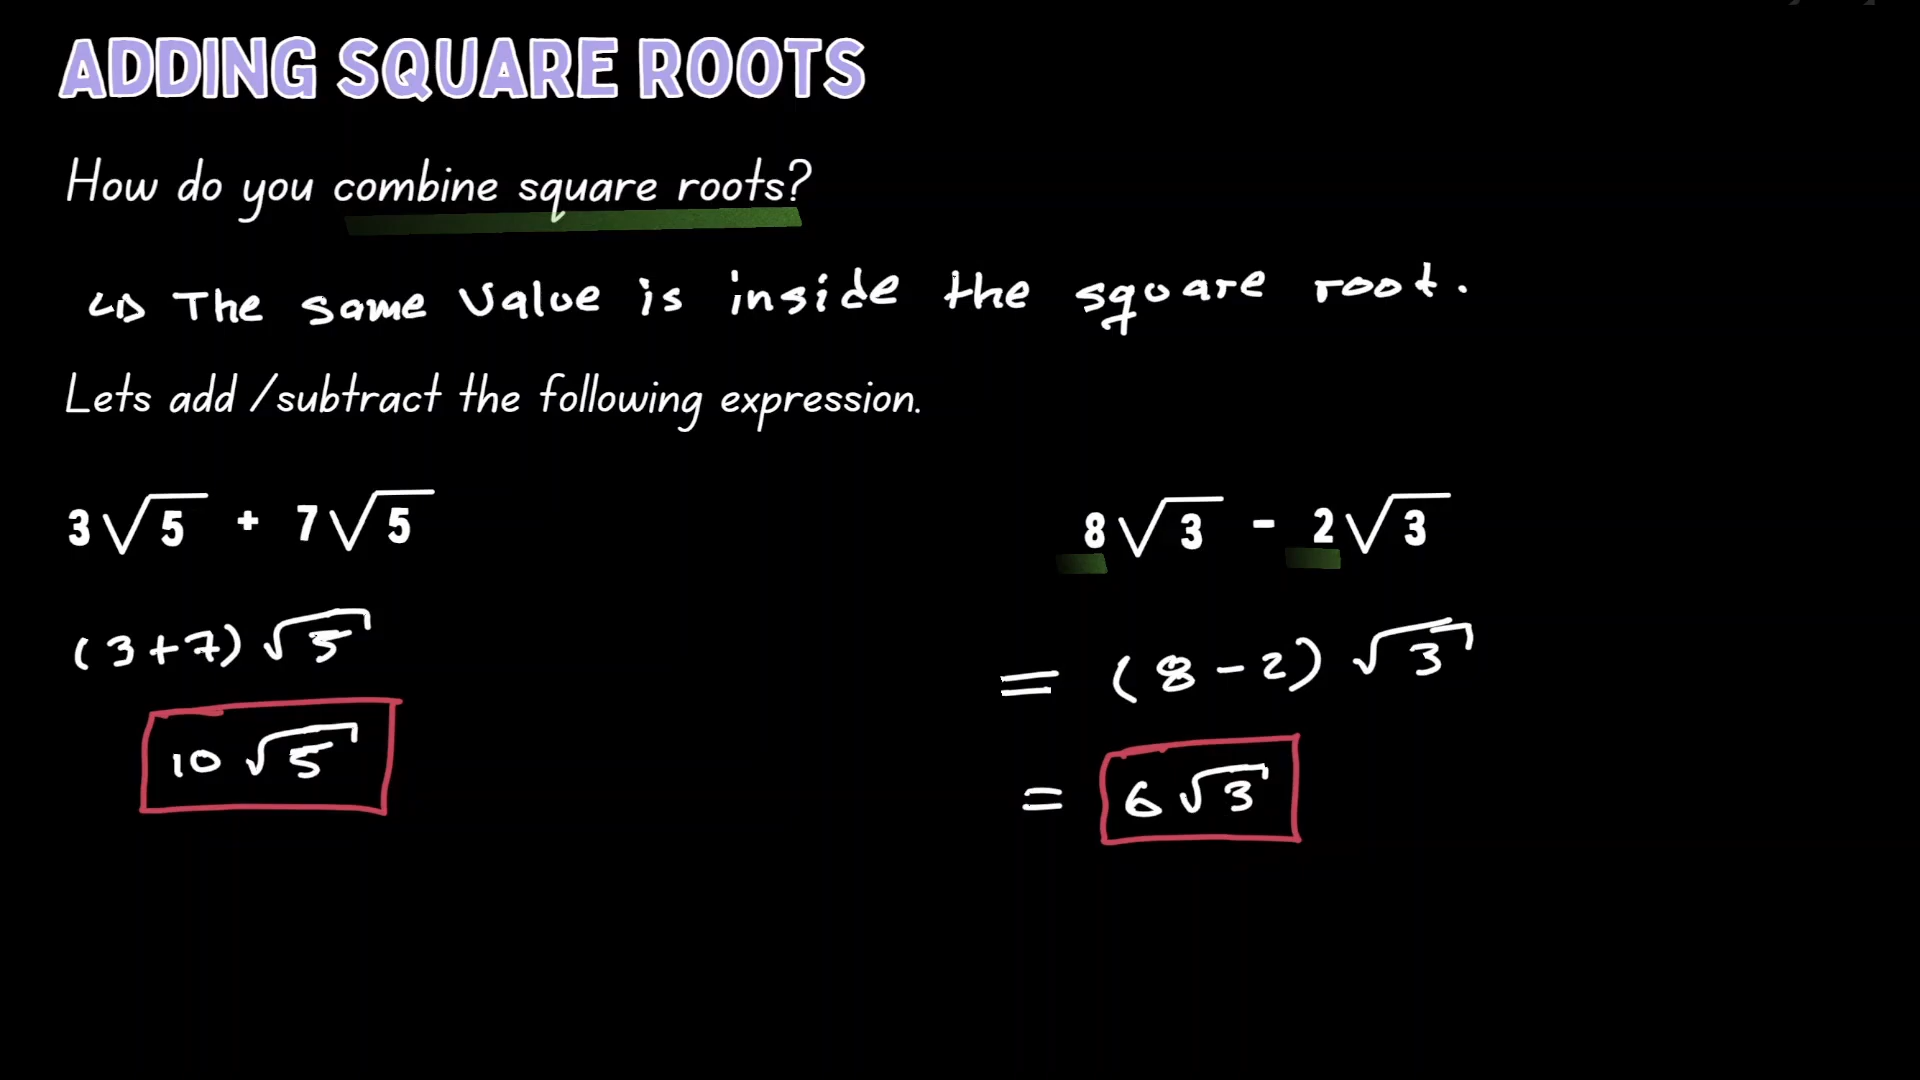 ADDING SQUARE ROOTS
How do you combine square roots?
↳ The same value is inside the square root.
Lets add /subtract the following expression.
3√5 + 7√5
(3+7)√5
10√5
8√3 - 2√3
= (8-2)√3
= 6√3